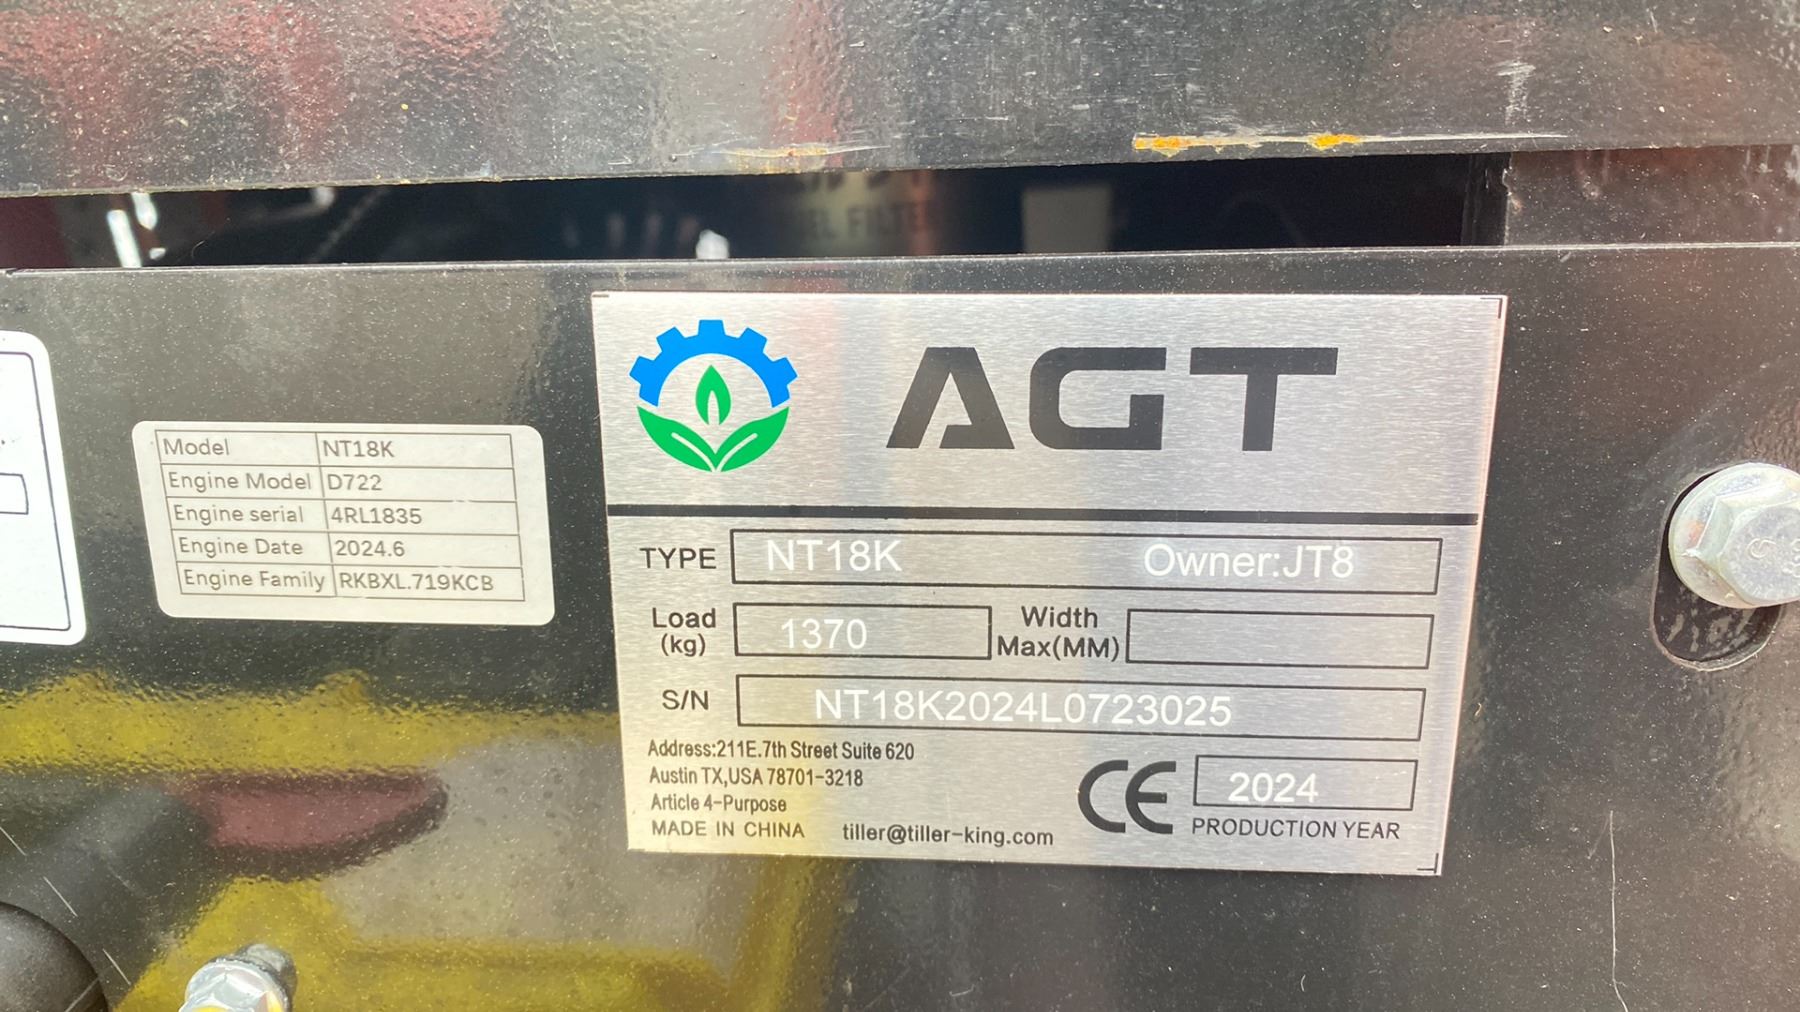 FILTE
Model NT18K
Engine Model D722
Engine serial 4RL1835
Engine Date 2024.6
Engine Family RKBXL.719KCB
AGT
TYPE NT18K Owner:JT8
Load (kg) 1370 Width Max(MM)
S/N NT18K2024L0723025
Address:211E.7th Street Suite 620
Austin TX,USA 78701-3218
Article 4-Purpose
MADE IN CHINA tiller@tiller-king.com
CE 2024
PRODUCTION YEAR